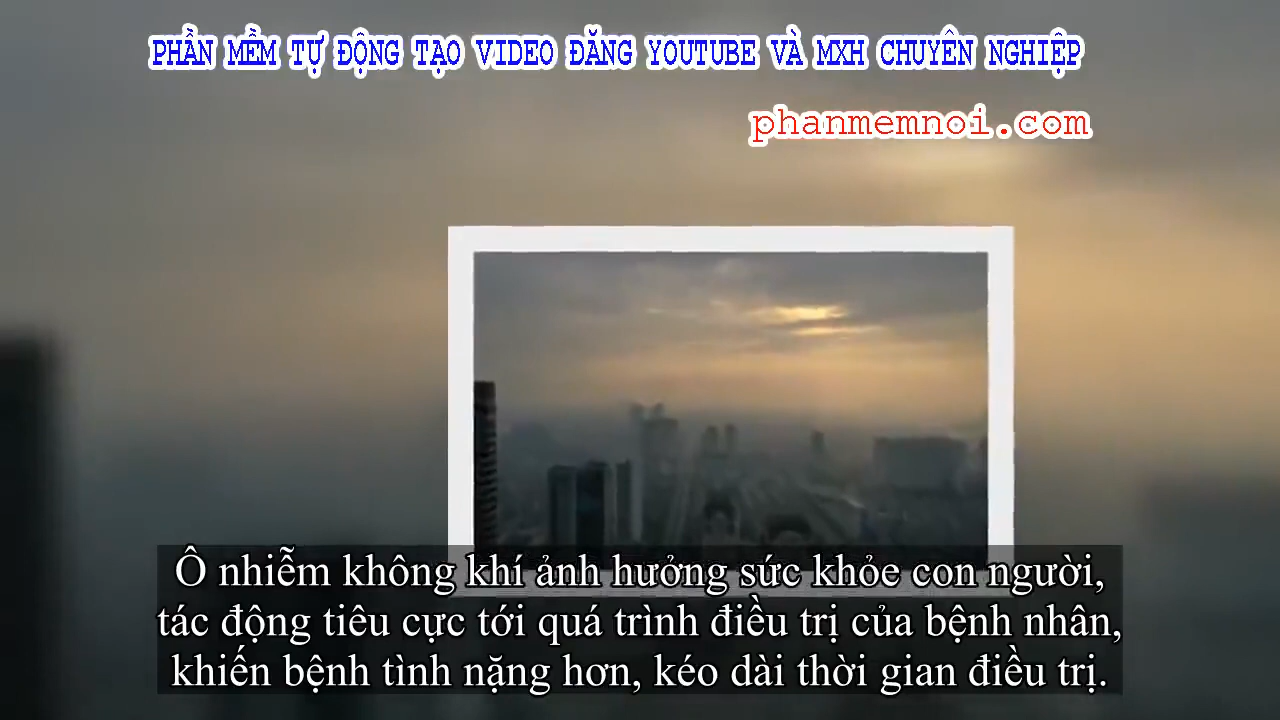 PHẦN MỀM TỰ ĐỘNG TẠO VIDEO ĐĂNG YOUTUBE VÀ MXH CHUYÊN NGHIỆP
phanmemnoi.com
Ô nhiễm không khí ảnh hưởng sức khỏe con người,
tác động tiêu cực tới quá trình điều trị của bệnh nhân,
khiến bệnh tình nặng hơn, kéo dài thời gian điều trị.